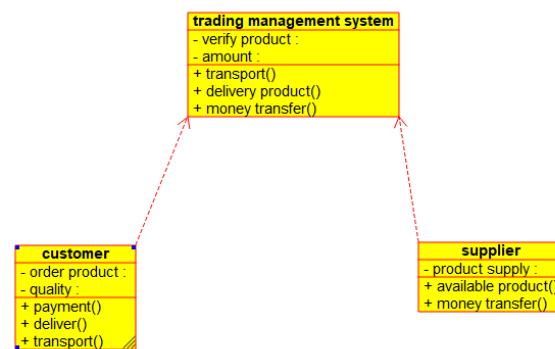 trading management system
- verify product :
- amount :
+ transport()
+ delivery product()
+ money transfer()
customer
- order product :
- quality :
+ payment()
+ deliver()
+ transport()
supplier
- product supply :
+ available product()
+ money transfer()